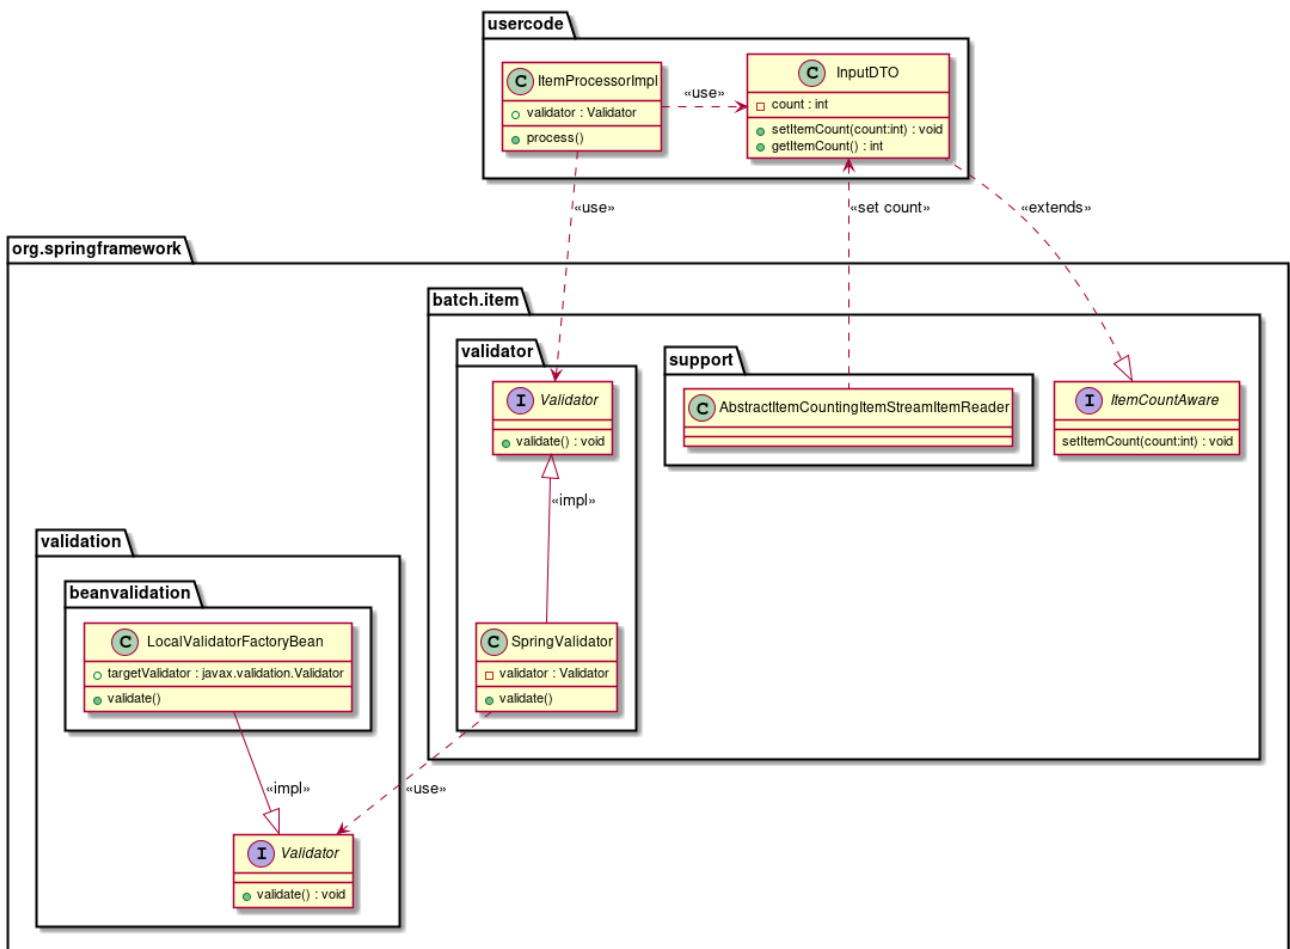 usercode
C ItemProcessorImpl
validator : Validator
process()
«use»
C InputDTO
count : int
setItemCount(count:int) : void
getItemCount() : int
«use»
«set count»
«extends»
org.springframework
batch.item
validator
I Validator
validate() : void
«impl»
support
C AbstractItemCountingItemStreamItemReader
I ItemCountAware
setItemCount(count:int) : void
validation
beanvalidation
C LocalValidatorFactoryBean
targetValidator : javax.validation.Validator
validate()
C SpringValidator
validator : Validator
validate()
«impl»
«use»
I Validator
validate() : void